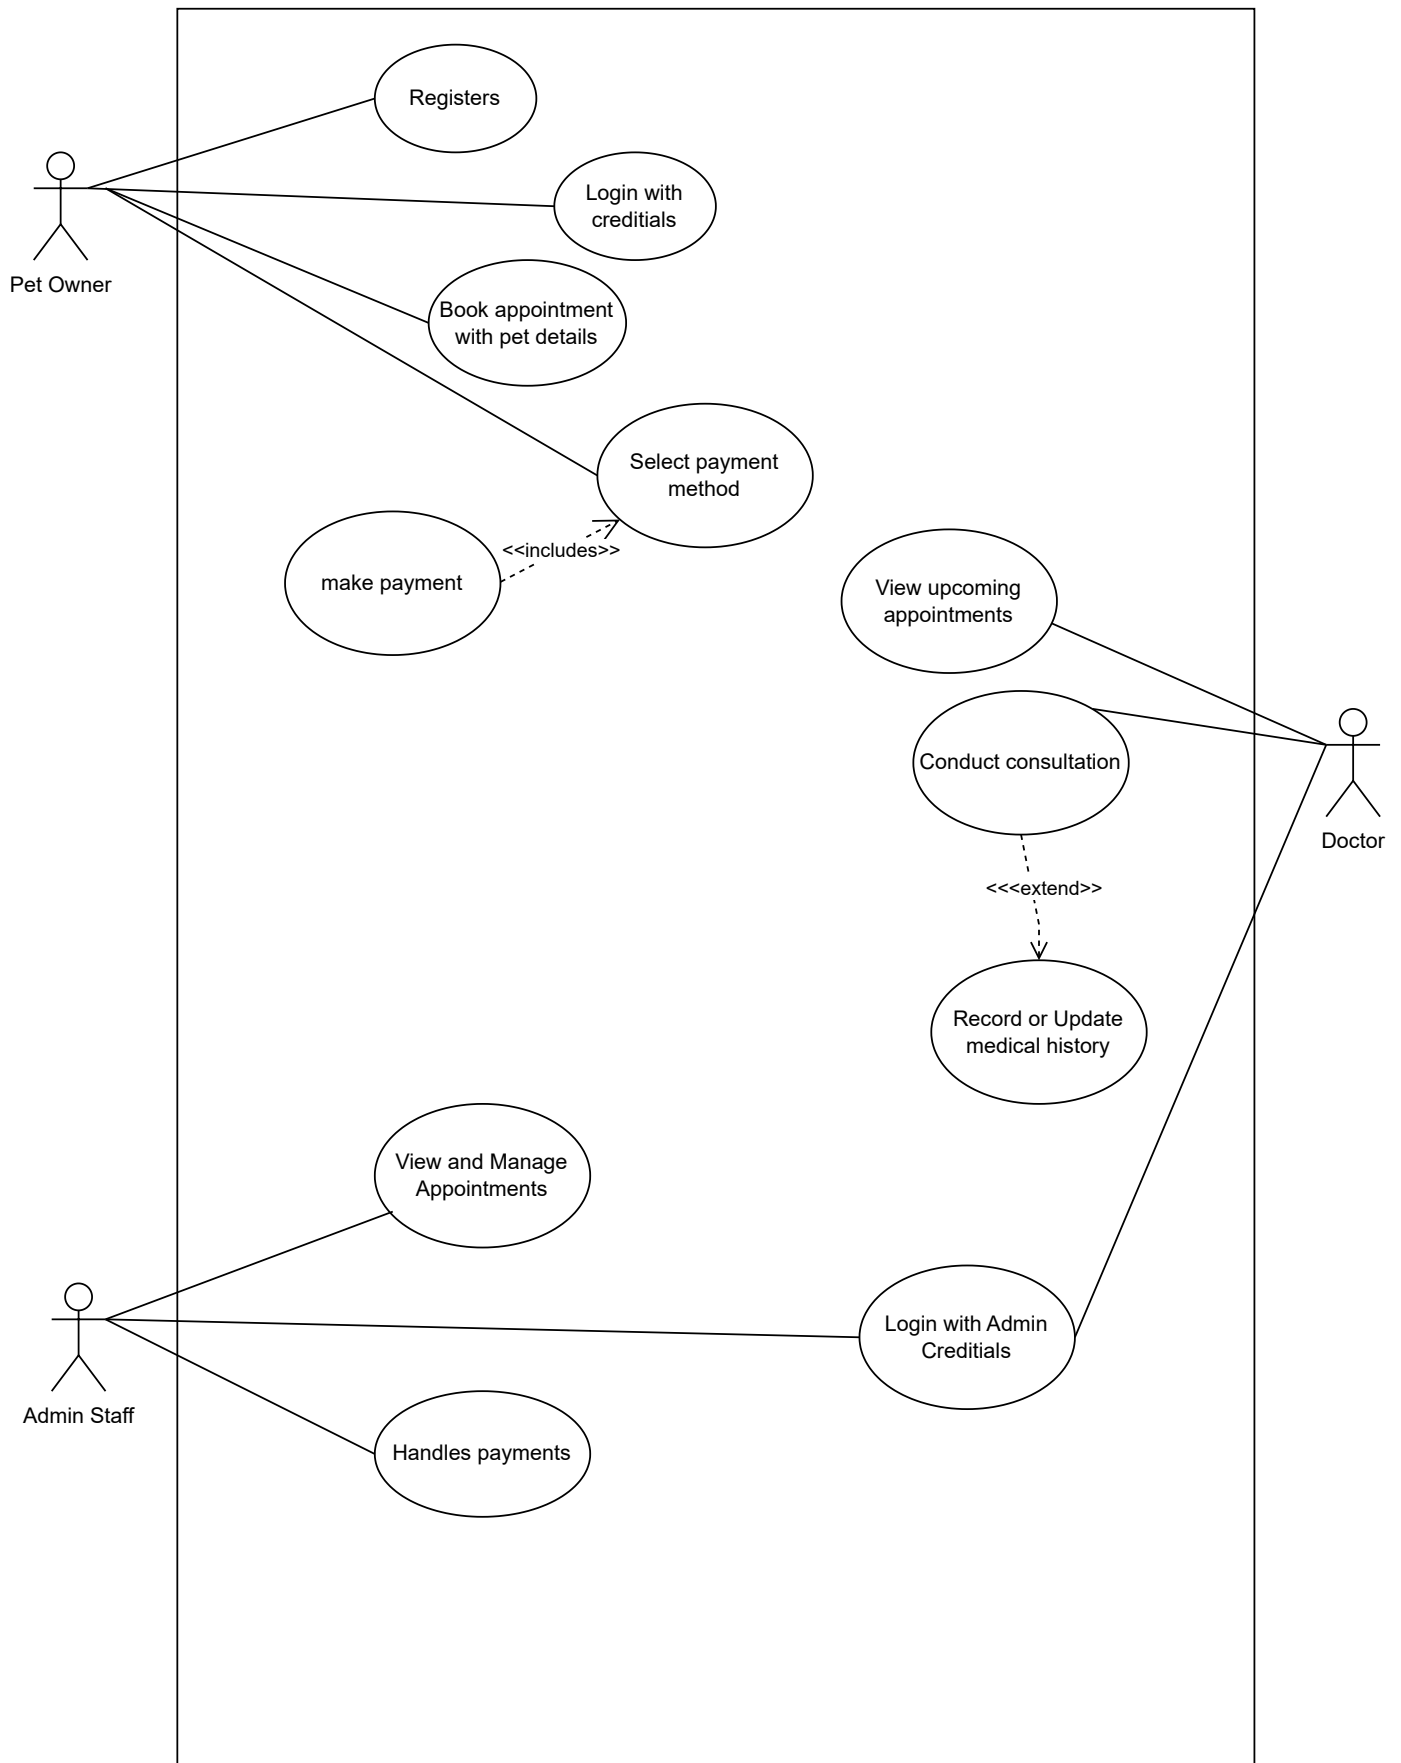 Registers
Login with
creditials
Pet Owner
Book appointment
with pet details
Select payment
method
<<includes>>
make payment
View upcoming
appointments
Conduct consultation
Doctor
<<<extend>>
Record or Update
medical history
View and Manage
Appointments
Login with Admin
Creditials
Admin Staff
Handles payments